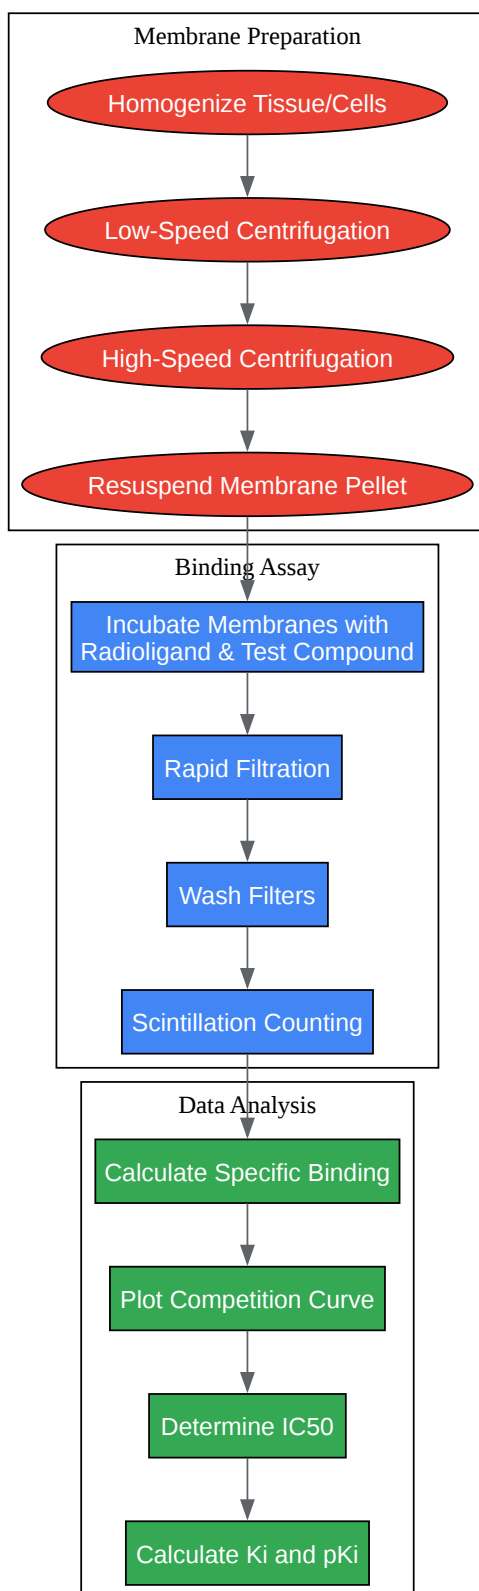 Membrane Preparation
Homogenize Tissue/Cells
Low-Speed Centrifugation
High-Speed Centrifugation
Resuspend Membrane Pellet
Binding Assay
Incubate Membranes with
Radioligand & Test Compound
Rapid Filtration
Wash Filters
Scintillation Counting
Data Analysis
Calculate Specific Binding
Plot Competition Curve
Determine IC50
Calculate Ki and pKi